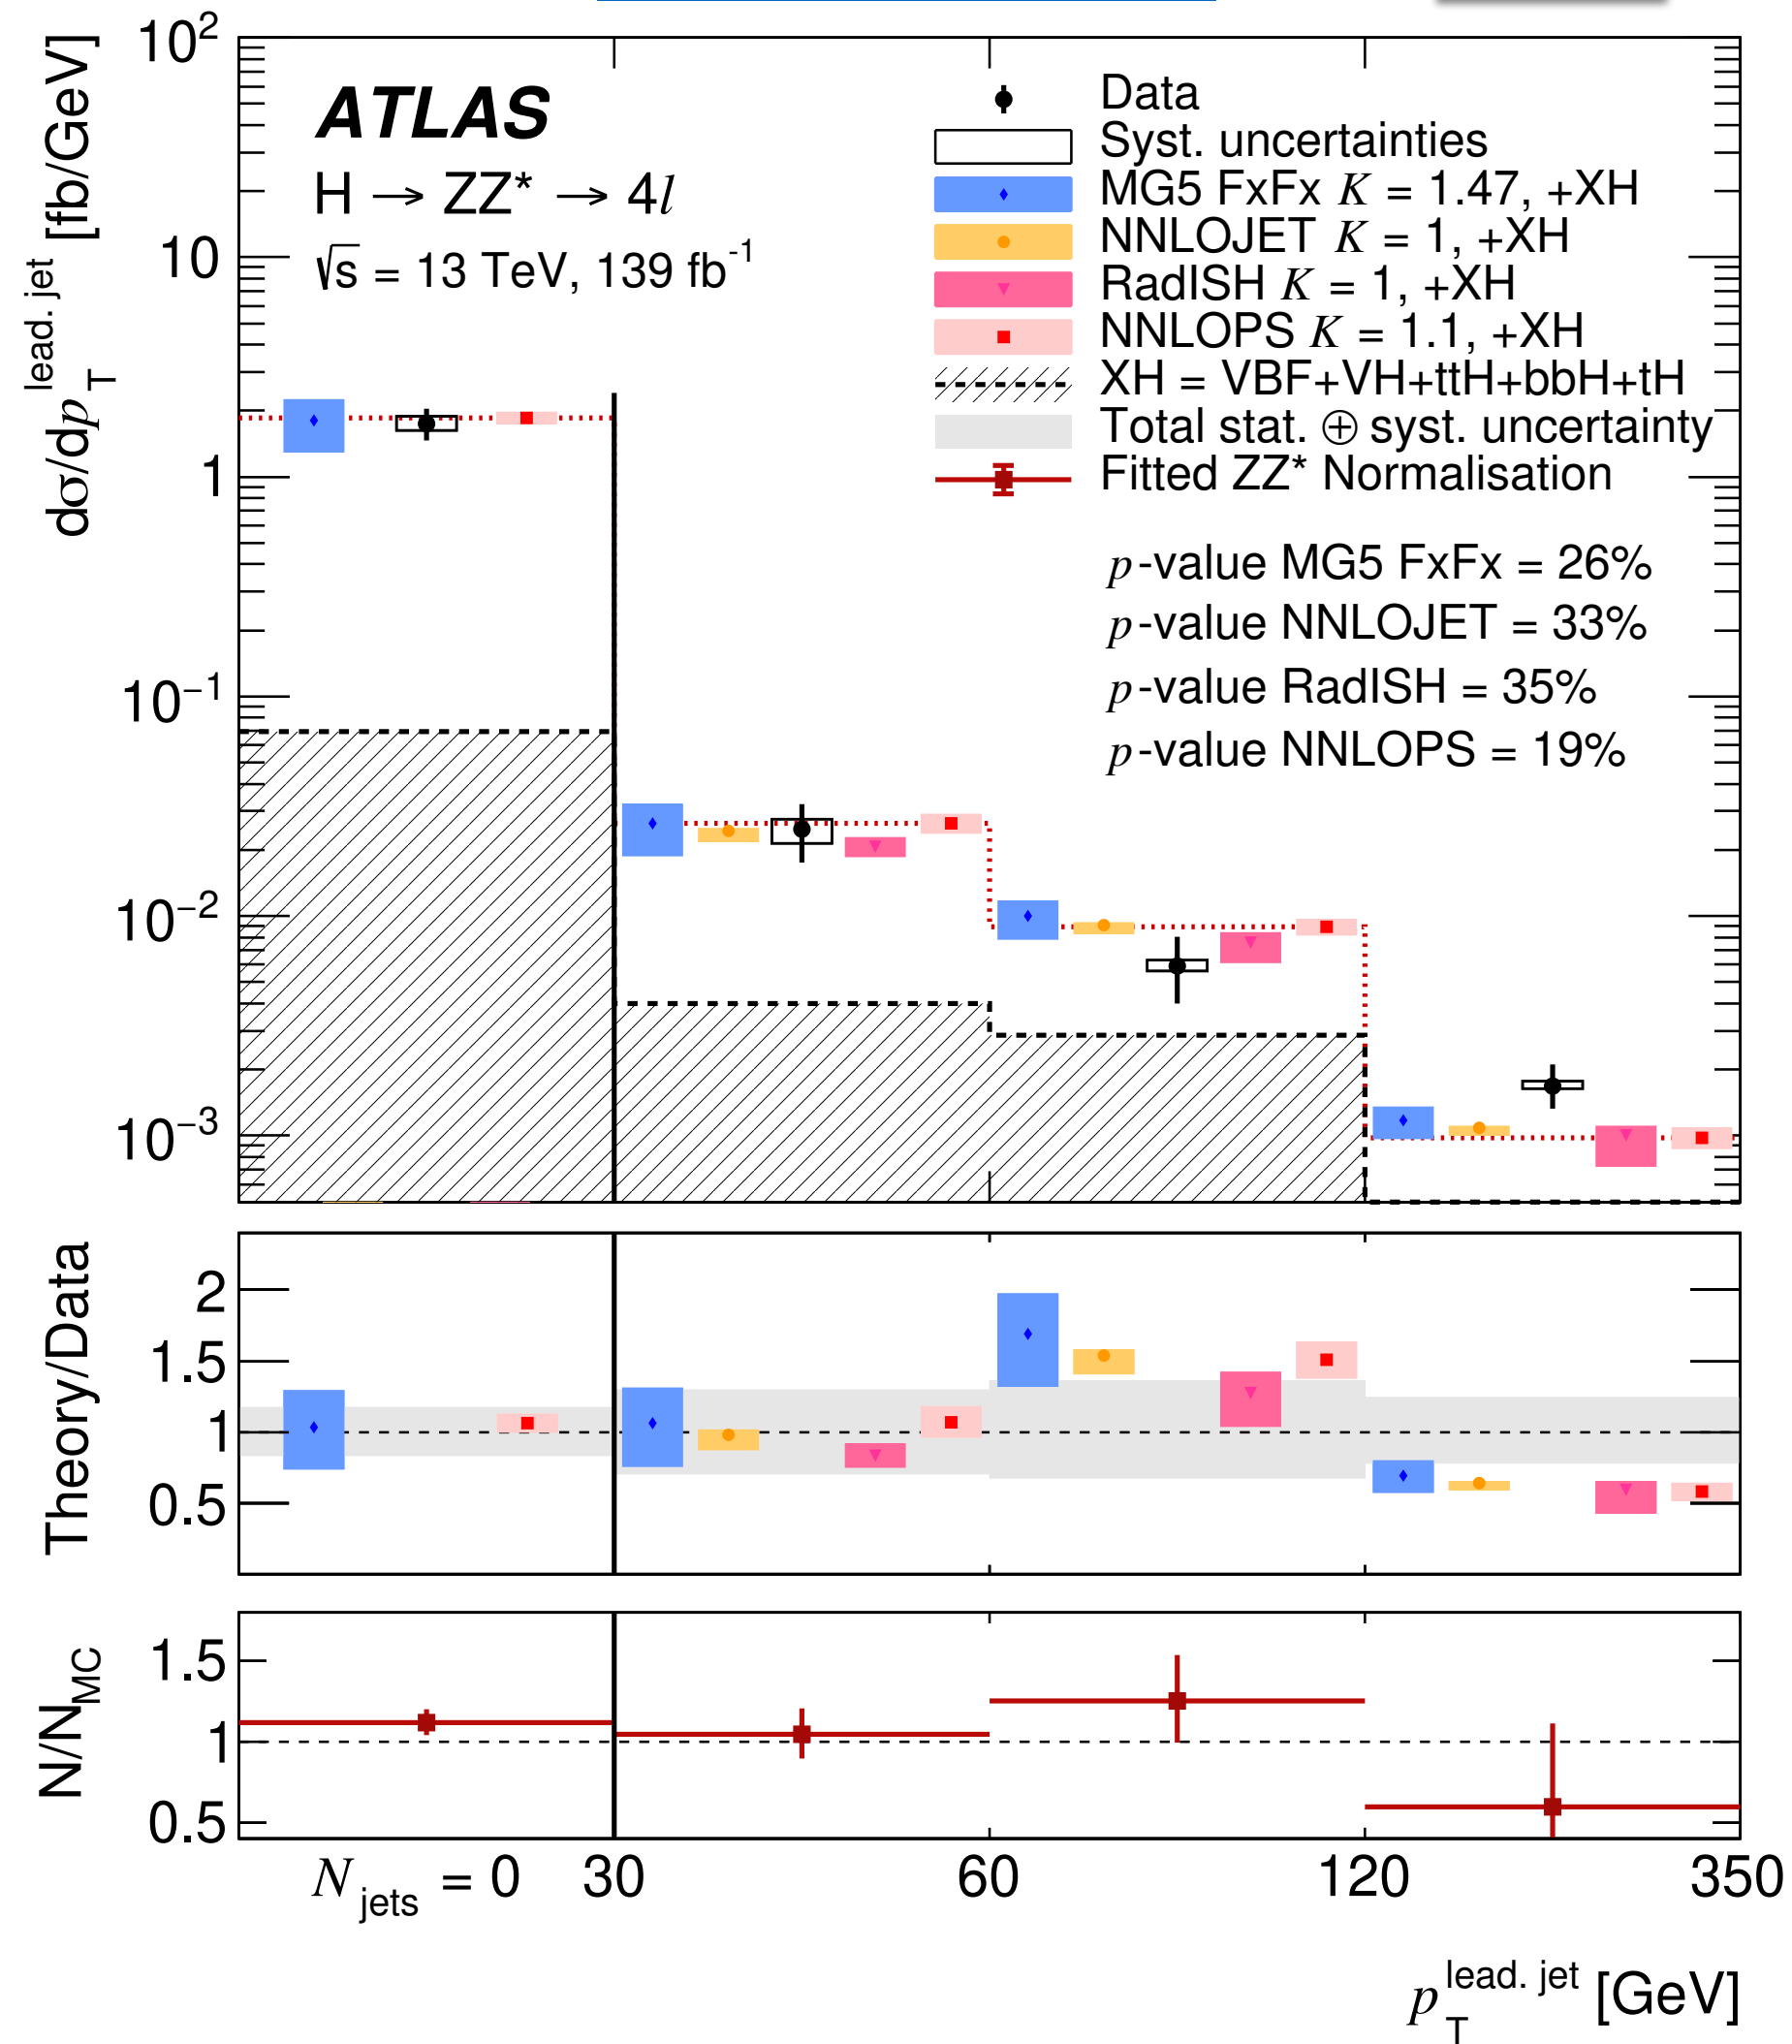 10²
dσ/dp_T^lead. jet [fb/GeV]
ATLAS
H → ZZ* → 4l
√s = 13 TeV, 139 fb⁻¹
Data
Syst. uncertainties
MG5 FxFx K = 1.47, +XH
NNLOJET K = 1, +XH
RadISH K = 1, +XH
NNLOPS K = 1.1, +XH
XH = VBF+VH+ttH+bbH+tH
Total stat. ⊕ syst. uncertainty
Fitted ZZ* Normalisation
p-value MG5 FxFx = 26%
p-value NNLOJET = 33%
p-value RadISH = 35%
p-value NNLOPS = 19%
10
1
10⁻¹
10⁻²
10⁻³
Theory/Data
2
1.5
1
0.5
N/N_MC
1.5
1
0.5
N_jets = 0 30 60 120 350
p_T^lead. jet [GeV]